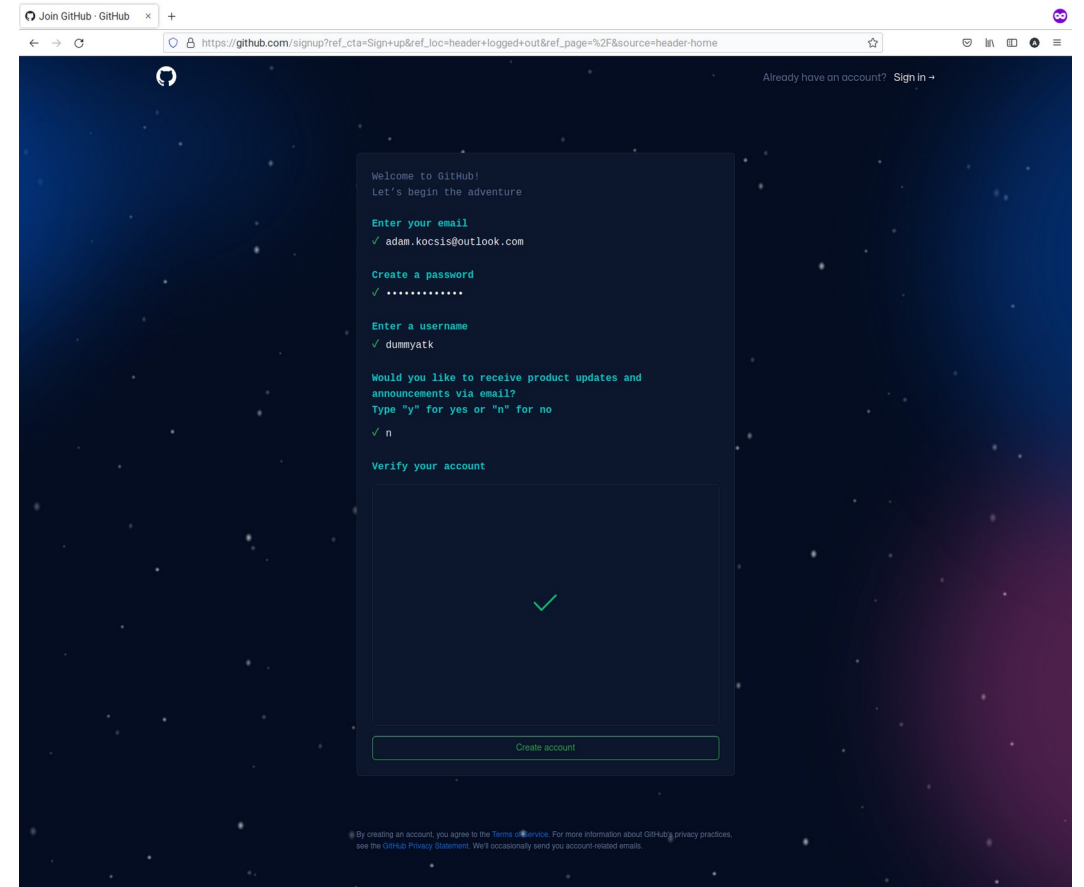 Join GitHub · GitHub
https://github.com/signup?ref_cta=Sign+up&ref_loc=header+logged+out&ref_page=%2F&source=header-home
Already have an account? Sign in →
Welcome to GitHub!
Let's begin the adventure
Enter your email
✓ adam.kocsis@outlook.com
Create a password
✓ •••••••••••••
Enter a username
✓ dummyatk
Would you like to receive product updates and
announcements via email?
Type "y" for yes or "n" for no
✓ n
Verify your account
Create account
By creating an account, you agree to the Terms of Service. For more information about GitHub's privacy practices,
see the GitHub Privacy Statement. We'll occasionally send you account-related emails.